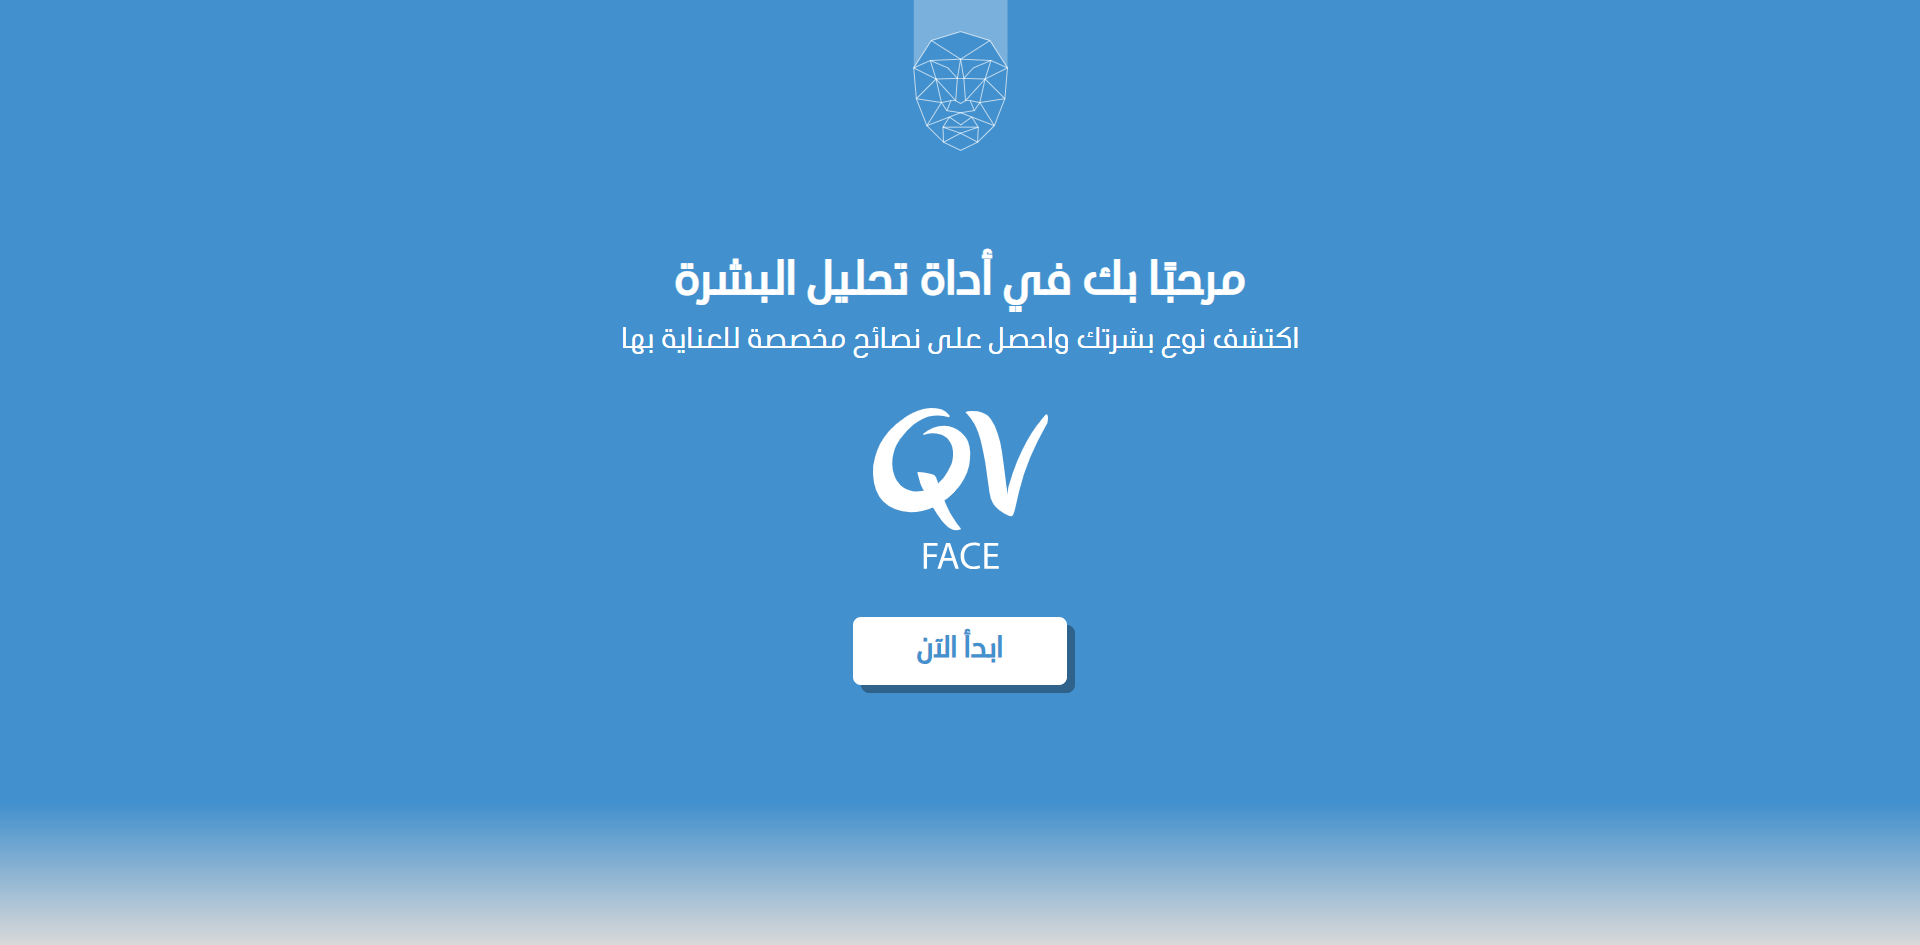 مرحبًا بك في أداة تحليل البشرة
اكتشف نوع بشرتك واحصل على نصائح مخصصة للعناية بها
QV
FACE
ابدأ الآن